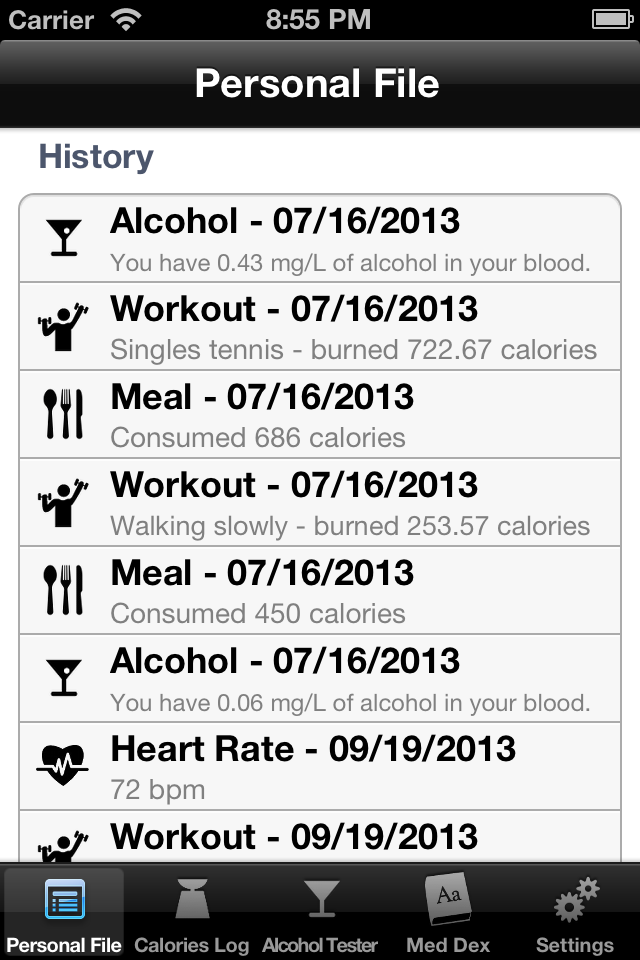 Carrier 8:55 PM
Personal File
History
Alcohol - 07/16/2013
You have 0.43 mg/L of alcohol in your blood.
Workout - 07/16/2013
Singles tennis - burned 722.67 calories
Meal - 07/16/2013
Consumed 686 calories
Workout - 07/16/2013
Walking slowly - burned 253.57 calories
Meal - 07/16/2013
Consumed 450 calories
Alcohol - 07/16/2013
You have 0.06 mg/L of alcohol in your blood.
Heart Rate - 09/19/2013
72 bpm
Workout - 09/19/2013
Aa
Personal File Calories Log Alcohol Tester Med Dex Settings